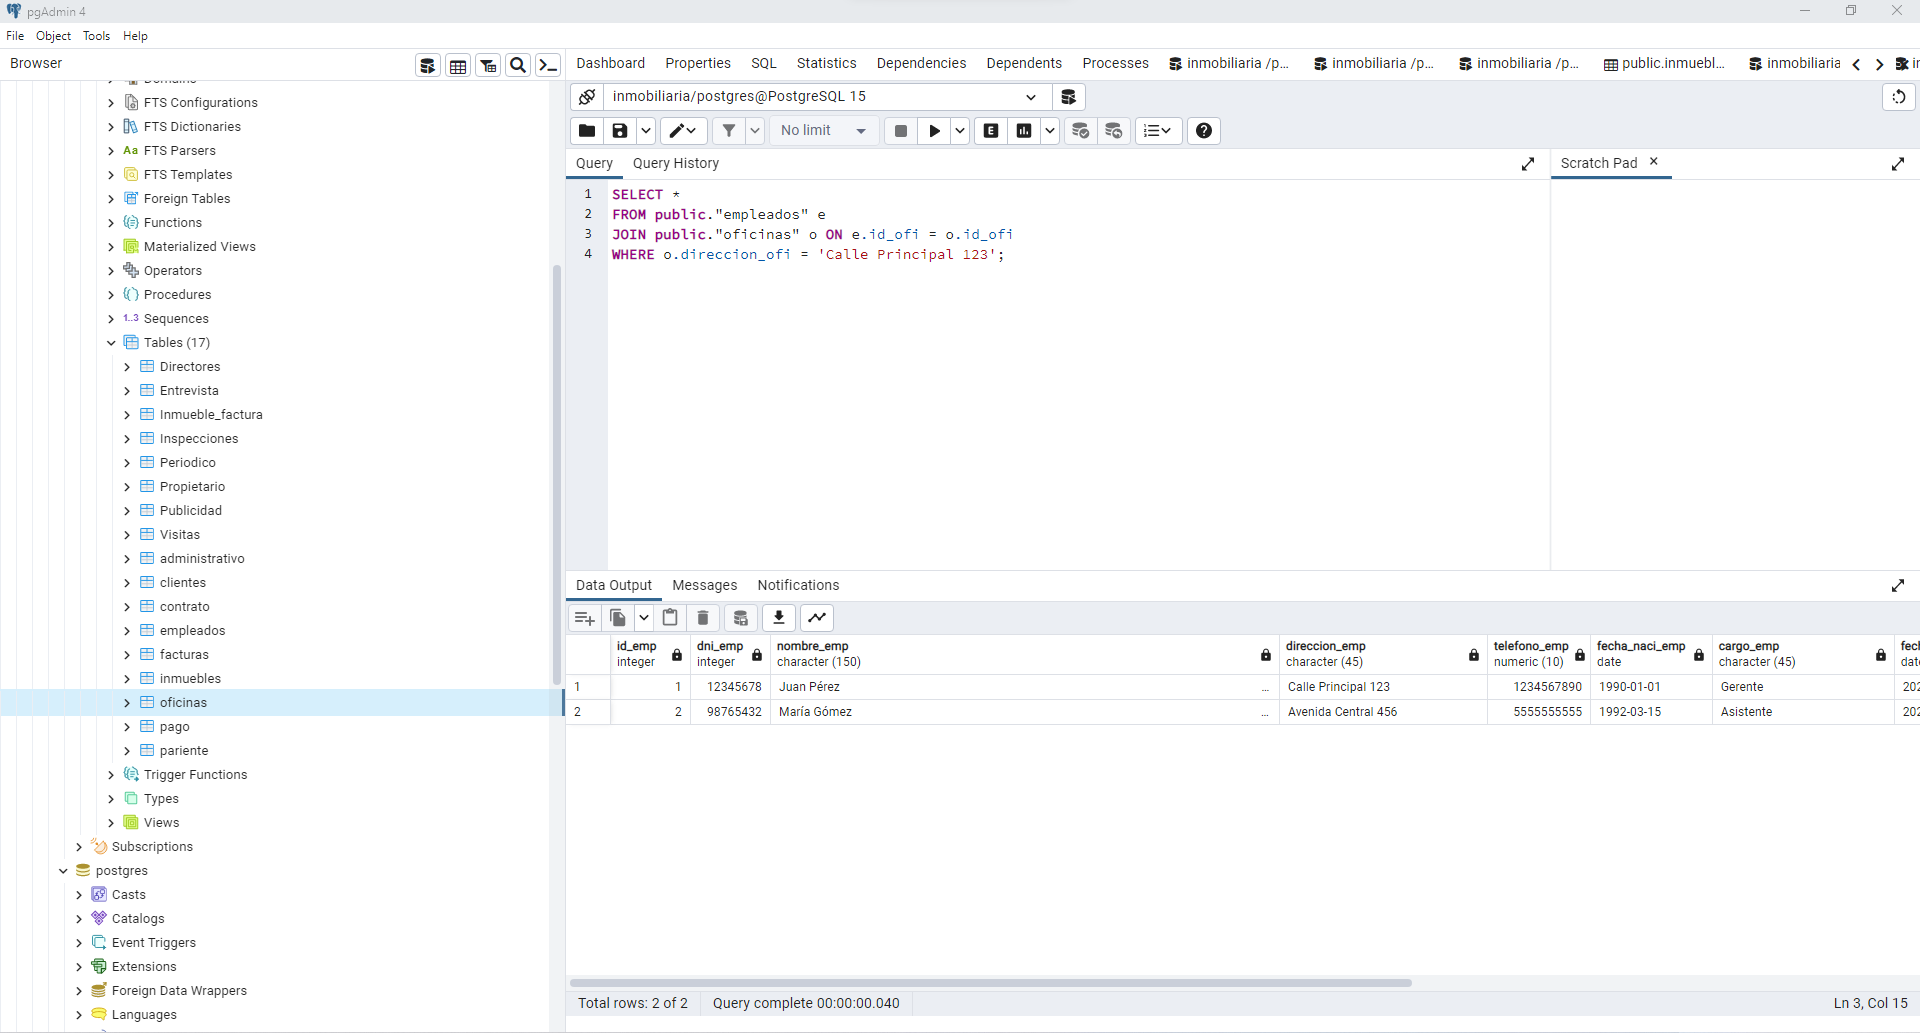 pgAdmin 4
File Object Tools Help
Browser
Dashboard Properties SQL Statistics Dependencies Dependents Processes inmobiliaria /p... inmobiliaria /p... inmobiliaria /p... public.inmuebl... inmobiliaria
inmobiliaria/postgres@PostgreSQL 15
No limit
Query Query History
Scratch Pad
1 SELECT *
2 FROM public."empleados" e
3 JOIN public."oficinas" o ON e.id_ofi = o.id_ofi
4 WHERE o.direccion_ofi = 'Calle Principal 123';
Domains
FTS Configurations
FTS Dictionaries
Aa FTS Parsers
FTS Templates
Foreign Tables
Functions
Materialized Views
Operators
Procedures
1..3 Sequences
Tables (17)
Directores
Entrevista
Inmueble_factura
Inspecciones
Periodico
Propietario
Publicidad
Visitas
administrativo
clientes
contrato
empleados
facturas
inmuebles
oficinas
pago
pariente
Trigger Functions
Types
Views
Subscriptions
postgres
Casts
Catalogs
Event Triggers
Extensions
Foreign Data Wrappers
Languages
Data Output Messages Notifications
id_emp dni_emp nombre_emp direccion_emp telefono_emp fecha_naci_emp cargo_emp
integer integer character (150) character (45) numeric (10) date character (45)
1 1 12345678 Juan Pérez ... Calle Principal 123 1234567890 1990-01-01 Gerente
2 2 98765432 María Gómez ... Avenida Central 456 5555555555 1992-03-15 Asistente
Total rows: 2 of 2 Query complete 00:00:00.040
Ln 3, Col 15